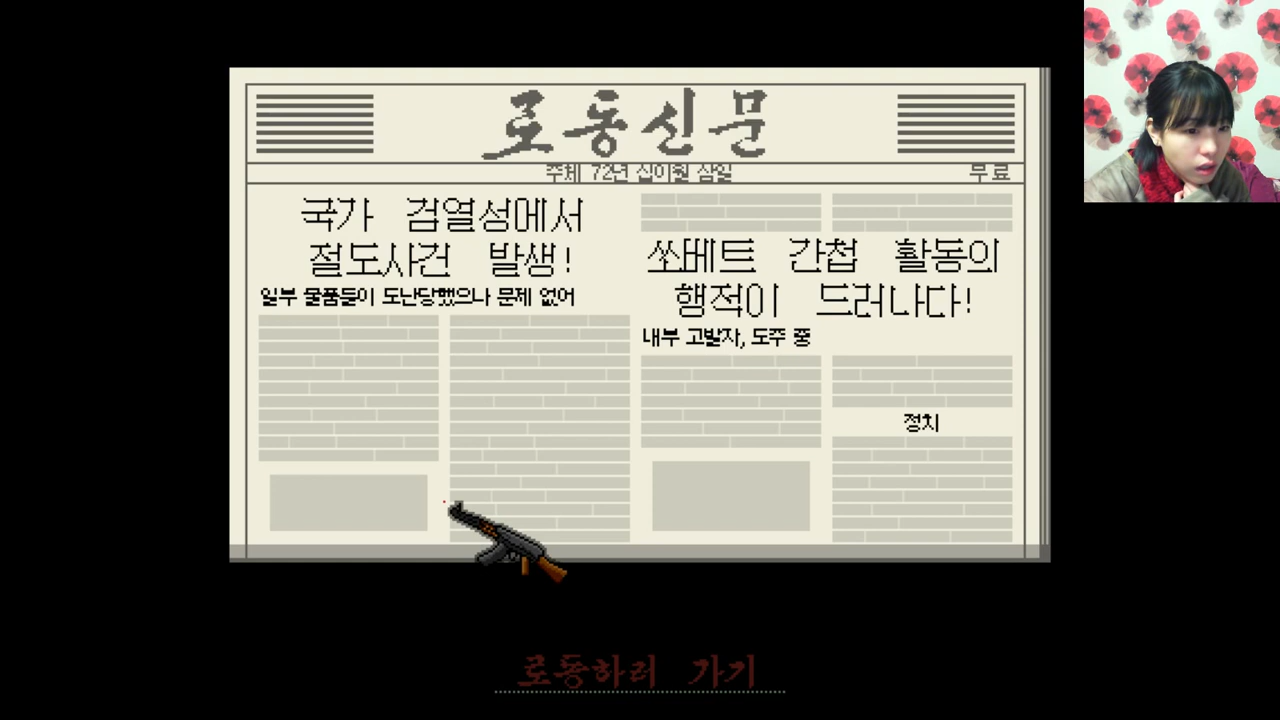 로동신문
주체 72년 십이월 삼일
무료
국가 검열성에서
절도사건 발생!
일부 물품들이 도난당했으나 문제 없어
쏘베트 간첩 활동의
행적이 드러나다!
내부 고발자, 도주 중
정치
로동하러 가기